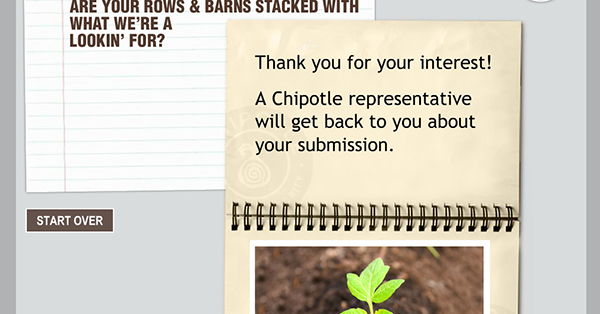 ARE YOUR ROWS & BARNS STACKED WITH
WHAT WE’RE A
LOOKIN’ FOR?
Thank you for your interest!
A Chipotle representative
will get back to you about
your submission.
START OVER